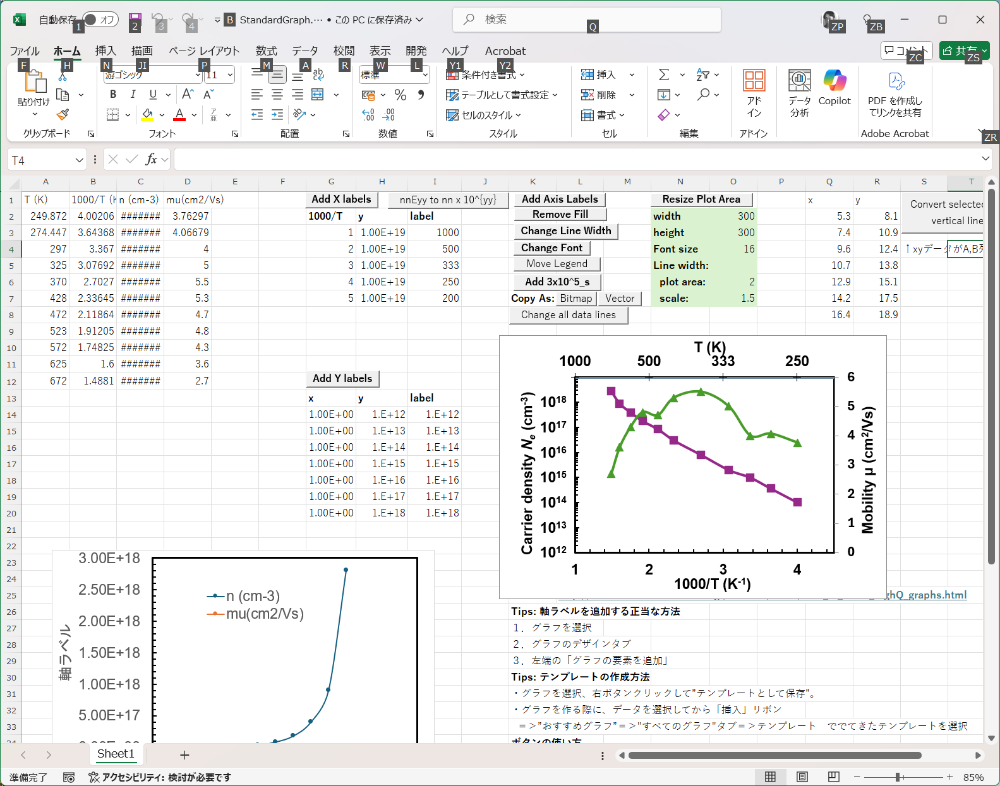 自動保存 オフ StandardGraph.… • この PC に保存済み 検索
1 2 3 4 B Q ZP ZB
ファイル ホーム 挿入 描画 ページ レイアウト 数式 データ 校閲 表示 開発 ヘルプ Acrobat コメント 共有
F H N JI P M A R W L Y1 Y2 ZC ZS
貼り付け
クリップボード
游ゴシック 11
B I U A A
A 亜
フォント
ab
配置
標準
% 9
.00
数値
条件付き書式
テーブルとして書式設定
セルのスタイル
スタイル
挿入
削除
書式
セル
Σ
編集
アド
イン
アドイン
データ
分析
Copilot
PDF を作成し
てリンクを共有
Adobe Acrobat
ZR
T4 fx
A B C D E F G H I J K L M N O P Q R S T
1 T (K) 1000/T (K n (cm-3) mu(cm2/Vs) Add X labels nnEyy to nn x 10^{yy} Add Axis Labels Resize Plot Area x y Convert selected
2 249.872 4.00206 ####### 3.76297 1000/T y label Remove Fill width 300 5.3 8.1 vertical line
3 274.447 3.64368 ####### 4.06679 1 1.00E+19 1000 Change Line Width height 300 7.4 10.9
4 297 3.367 ####### 4 2 1.00E+19 500 Change Font Font size 16 9.6 12.4 ↑xyデータがA,B列
5 325 3.07692 ####### 5 3 1.00E+19 333 Move Legend Line width: 10.7 13.8
6 370 2.7027 ####### 5.5 4 1.00E+19 250 Add 3x10^5_s plot area: 2 12.9 15.1
7 428 2.33645 ####### 5.3 5 1.00E+19 200 Copy As: Bitmap Vector scale: 1.5 14.2 17.5
8 472 2.11864 ####### 4.7 Change all data lines 16.4 18.9
9 523 1.91205 ####### 4.8
10 572 1.74825 ####### 4.3
11 625 1.6 ####### 3.6
12 672 1.4881 ####### 2.7 Add Y labels
13 x y label
14 1.00E+00 1.E+12 1.E+12
15 1.00E+00 1.E+13 1.E+13
16 1.00E+00 1.E+14 1.E+14
17 1.00E+00 1.E+15 1.E+15
18 1.00E+00 1.E+16 1.E+16
19 1.00E+00 1.E+17 1.E+17
20 1.00E+00 1.E+18 1.E+18
21
22
23
24
25 ghQ_graphs.html
26 Tips: 軸ラベルを追加する正当な方法
27 1．グラフを選択
28 2．グラフのデザインタブ
29 3．左端の「グラフの要素を追加」
30 Tips: テンプレートの作成方法
31 ・グラフを選択、右ボタンクリックして”テンプレートとして保存”。
32 ・グラフを作る際に、データを選択してから「挿入」リボン
33 ＝＞”おすすめグラフ”＝＞"すべてのグラフ"タブ＝＞テンプレート ででてきたテンプレートを選択
34 ボタンの使い方
T (K)
1000 500 333 250
Carrier density Ne (cm-3)
10^18
10^17
10^16
10^15
10^14
10^13
10^12
6
5
4
3
2
1
0
Mobility μ (cm2/Vs)
1 2 3 4
1000/T (K-1)
軸ラベル
3.00E+18
2.50E+18
2.00E+18
1.50E+18
1.00E+18
5.00E+17
n (cm-3)
mu(cm2/Vs)
Sheet1 +
準備完了 アクセシビリティ: 検討が必要です 85%